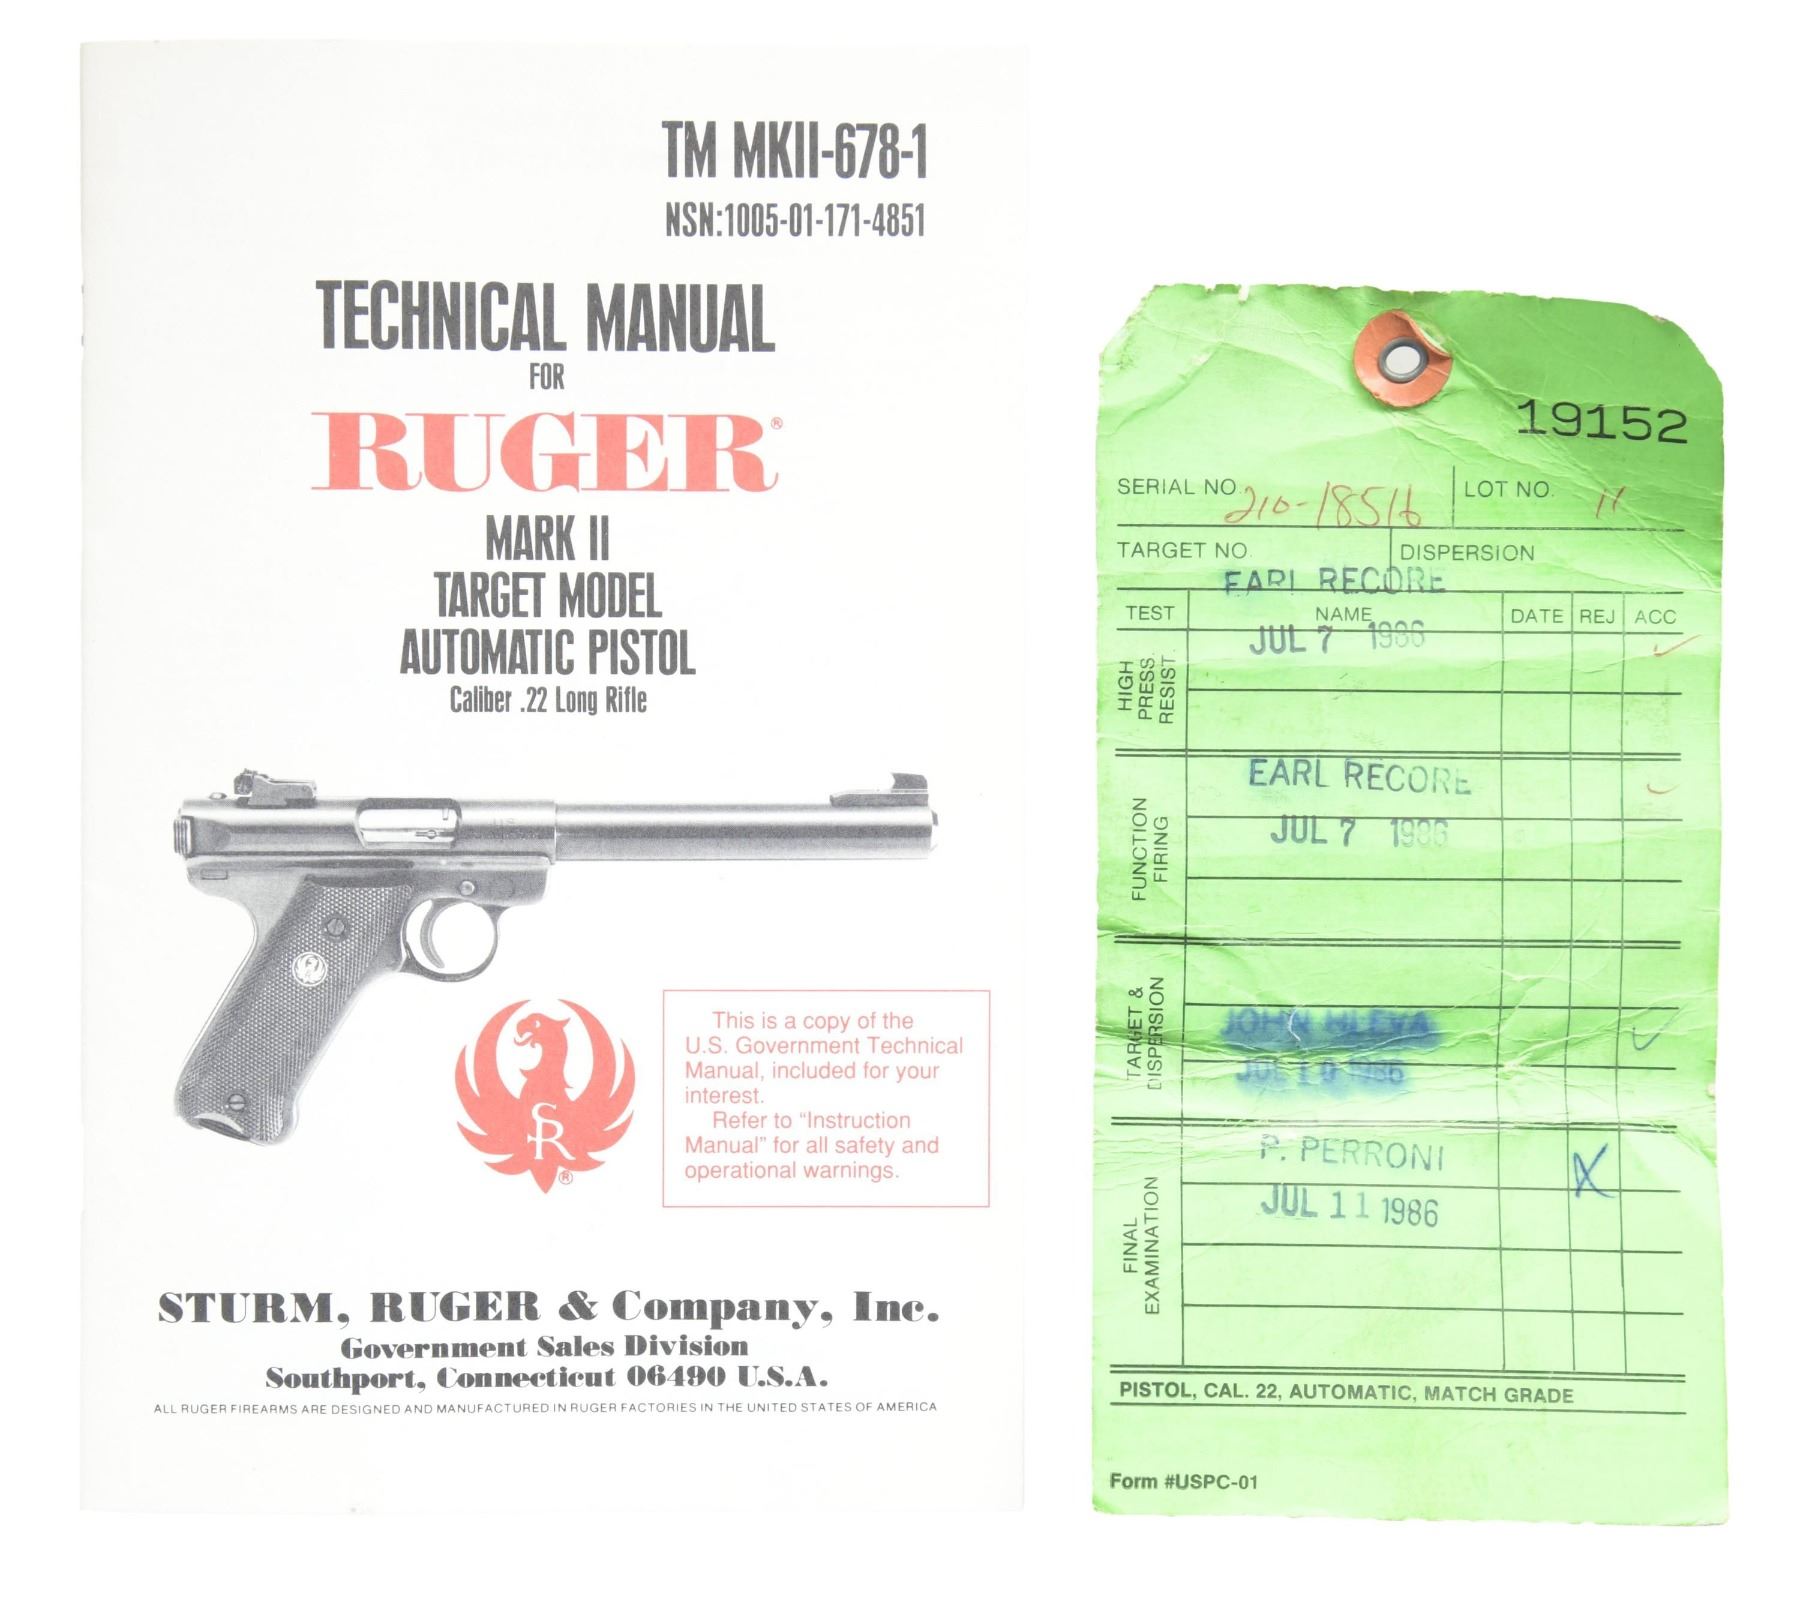 TM MKII-678-1
NSN:1005-01-171-4851
TECHNICAL MANUAL
FOR
RUGER®
MARK II
TARGET MODEL
AUTOMATIC PISTOL
Caliber .22 Long Rifle
This is a copy of the
U.S. Government Technical
Manual, included for your
interest.
Refer to “Instruction
Manual” for all safety and
operational warnings.
SR®
STURM, RUGER & Company, Inc.
Government Sales Division
Southport, Connecticut 06490 U.S.A.
ALL RUGER FIREARMS ARE DESIGNED AND MANUFACTURED IN RUGER FACTORIES IN THE UNITED STATES OF AMERICA
19152
SERIAL NO. 210-18516 LOT NO. 11
TARGET NO. DISPERSION
EARL RECORE
TEST NAME DATE REJ ACC
JUL 7 1986
HIGH
PRESS.
RESIST.
EARL RECORE
JUL 7 1986
FUNCTION
FIRING
JOHN HLEVA
JUL 10 1986
TARGET &
DISPERSION
P. PERRONI
X
JUL 11 1986
FINAL
EXAMINATION
PISTOL, CAL. 22, AUTOMATIC, MATCH GRADE
Form #USPC-01